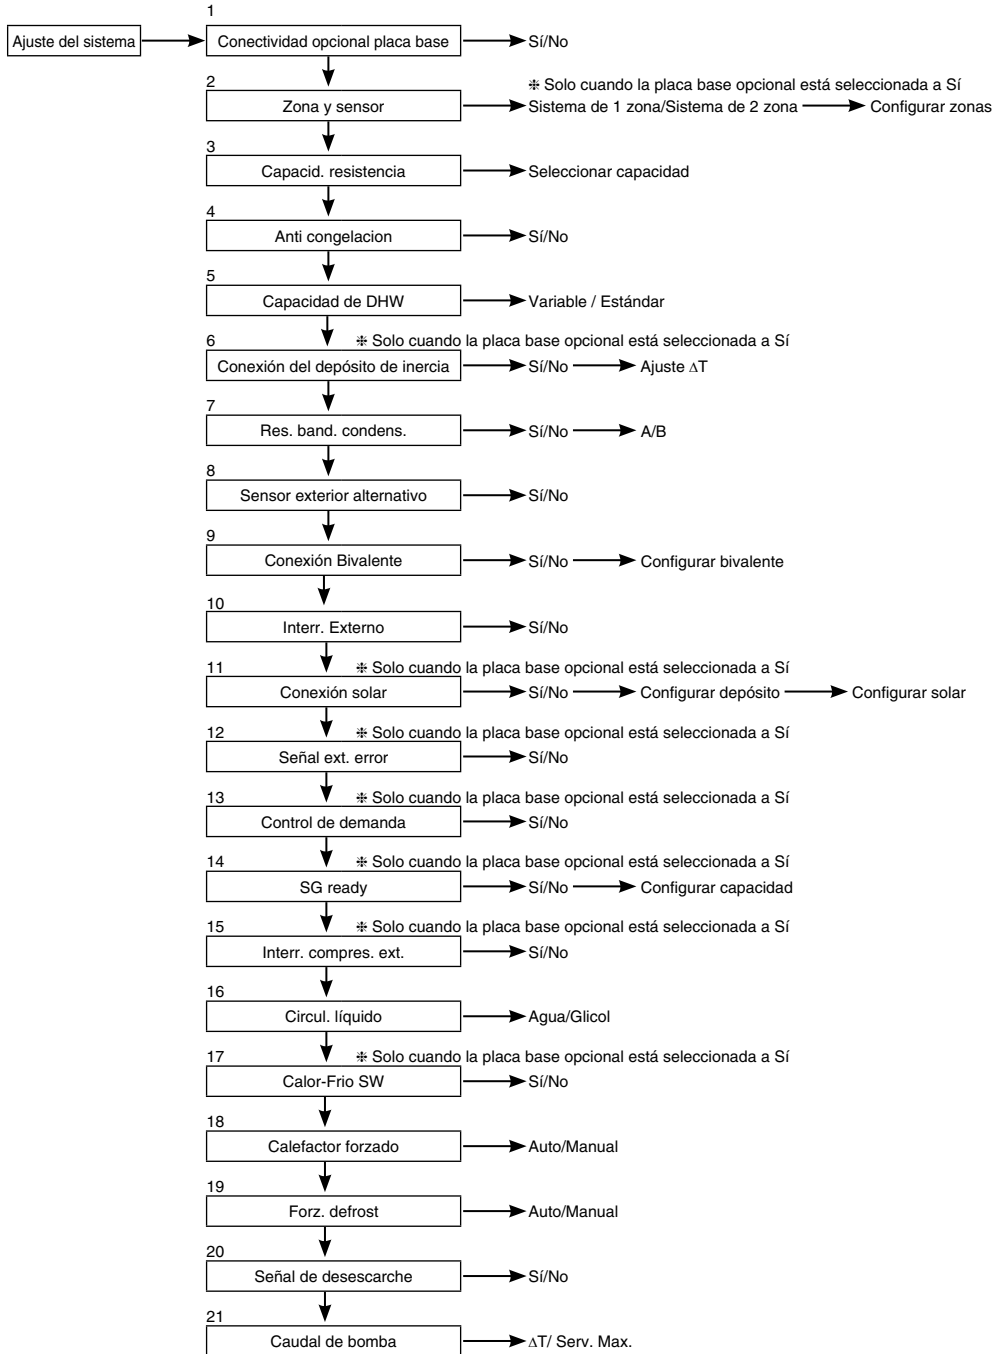 1
Ajuste del sistema
Conectividad opcional placa base
Sí/No
2
⁜ Solo cuando la placa base opcional está seleccionada a Sí
Zona y sensor
Sistema de 1 zona/Sistema de 2 zona
Configurar zonas
3
Capacid. resistencia
Seleccionar capacidad
4
Anti congelacion
Sí/No
5
Capacidad de DHW
Variable / Estándar
6
⁜ Solo cuando la placa base opcional está seleccionada a Sí
Conexión del depósito de inercia
Sí/No
Ajuste ΔT
7
Res. band. condens.
Sí/No
A/B
8
Sensor exterior alternativo
Sí/No
9
Conexión Bivalente
Sí/No
Configurar bivalente
10
Interr. Externo
Sí/No
11
⁜ Solo cuando la placa base opcional está seleccionada a Sí
Conexión solar
Sí/No
Configurar depósito
Configurar solar
12
⁜ Solo cuando la placa base opcional está seleccionada a Sí
Señal ext. error
Sí/No
13
⁜ Solo cuando la placa base opcional está seleccionada a Sí
Control de demanda
Sí/No
14
⁜ Solo cuando la placa base opcional está seleccionada a Sí
SG ready
Sí/No
Configurar capacidad
15
⁜ Solo cuando la placa base opcional está seleccionada a Sí
Interr. compres. ext.
Sí/No
16
Circul. líquido
Agua/Glicol
17
⁜ Solo cuando la placa base opcional está seleccionada a Sí
Calor-Frio SW
Sí/No
18
Calefactor forzado
Auto/Manual
19
Forz. defrost
Auto/Manual
20
Señal de desescarche
Sí/No
21
Caudal de bomba
ΔT/ Serv. Max.